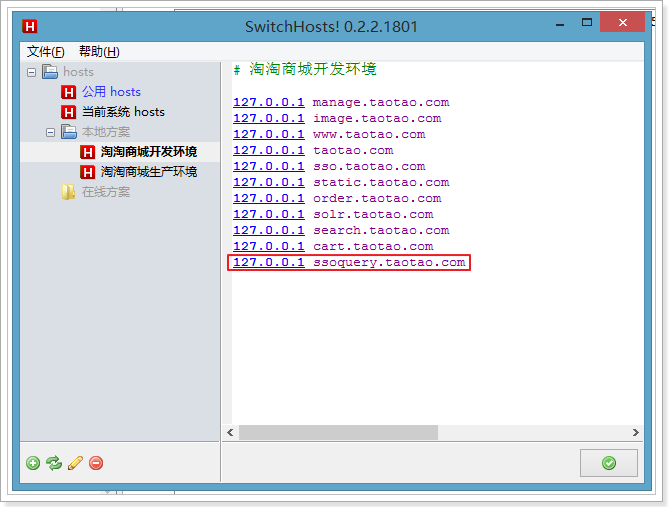 SwitchHosts! 0.2.2.1801
文件(F) 帮助(H)
hosts
公用 hosts
当前系统 hosts
本地方案
淘淘商城开发环境
淘淘商城生产环境
在线方案
# 淘淘商城开发环境
127.0.0.1 manage.taotao.com
127.0.0.1 image.taotao.com
127.0.0.1 www.taotao.com
127.0.0.1 taotao.com
127.0.0.1 sso.taotao.com
127.0.0.1 static.taotao.com
127.0.0.1 order.taotao.com
127.0.0.1 solr.taotao.com
127.0.0.1 search.taotao.com
127.0.0.1 cart.taotao.com
127.0.0.1 ssoquery.taotao.com